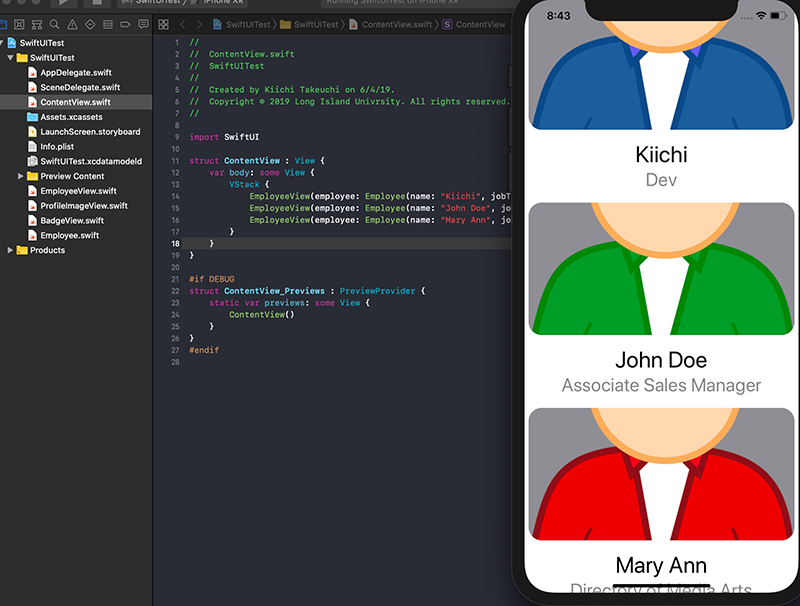 SwiftUITest
iPhone XR
Running SwiftUITest on iPhone XR
SwiftUITest
SwiftUITest
AppDelegate.swift
SceneDelegate.swift
ContentView.swift
Assets.xcassets
LaunchScreen.storyboard
Info.plist
SwiftUITest.xcdatamodeld
Preview Content
EmployeeView.swift
ProfileImageView.swift
BadgeView.swift
Employee.swift
Products
SwiftUITest 〉 SwiftUITest 〉 ContentView.swift 〉 S ContentView
1 //
2 // ContentView.swift
3 // SwiftUITest
4 //
5 // Created by Kiichi Takeuchi on 6/4/19.
6 // Copyright © 2019 Long Island Univrsity. All rights reserved.
7 //
8
9 import SwiftUI
10
11 struct ContentView : View {
12 var body: some View {
13 VStack {
14 EmployeeView(employee: Employee(name: "Kiichi", jobT
15 EmployeeView(employee: Employee(name: "John Doe", jo
16 EmployeeView(employee: Employee(name: "Mary Ann", jo
17 }
18 }
19 }
20
21 #if DEBUG
22 struct ContentView_Previews : PreviewProvider {
23 static var previews: some View {
24 ContentView()
25 }
26 }
27 #endif
28
8:43
Kiichi
Dev
John Doe
Associate Sales Manager
Mary Ann
Directory of Media Arts